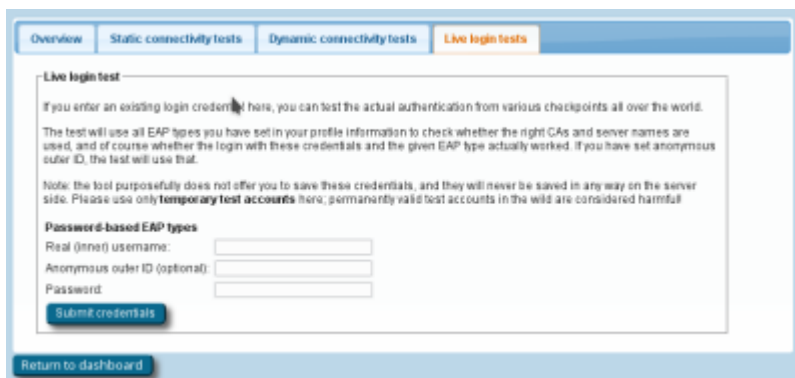 Overview Static connectivity tests Dynamic connectivity tests Live login tests
Live login test
If you enter an existing login credential here, you can test the actual authentication from various checkpoints all over the world.
The test will use all EAP types you have set in your profile information to check whether the right CAs and server names are
used, and of course whether the login with these credentials and the given EAP type actually worked. If you have set anonymous
outer ID, the test will use that.
Note: the tool purposefully does not offer you to save these credentials, and they will never be saved in any way on the server
side. Please use only temporary test accounts here; permanently valid test accounts in the wild are considered harmful!
Password-based EAP types
Real (inner) username:
Anonymous outer ID (optional):
Password:
Submit credentials
Return to dashboard